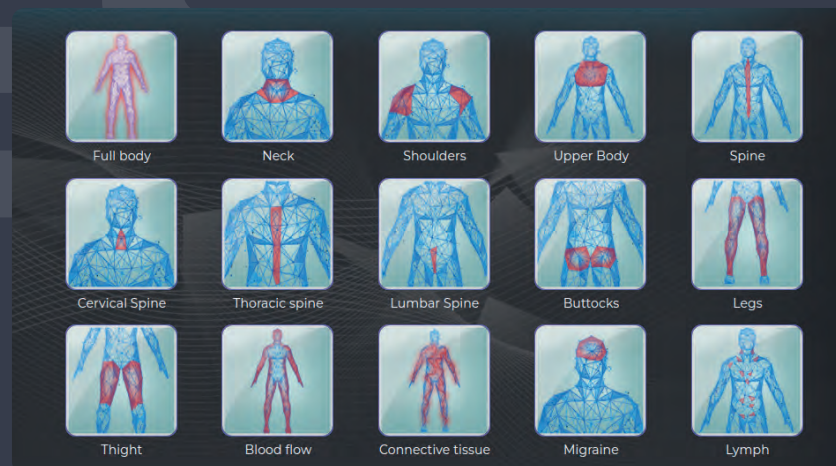 Full body
Neck
Shoulders
Upper Body
Spine
Cervical Spine
Thoracic spine
Lumbar Spine
Buttocks
Legs
Thight
Blood flow
Connective tissue
Migraine
Lymph